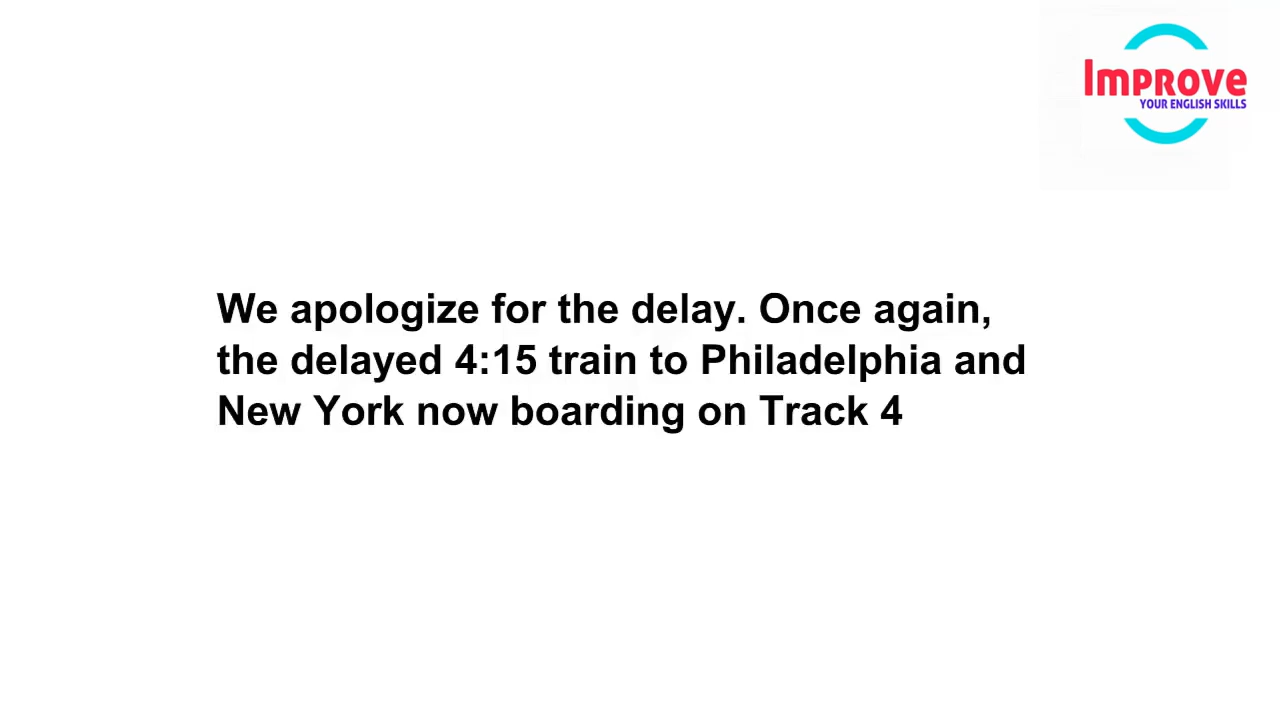 Improve
YOUR ENGLISH SKILLS
We apologize for the delay. Once again,
the delayed 4:15 train to Philadelphia and
New York now boarding on Track 4